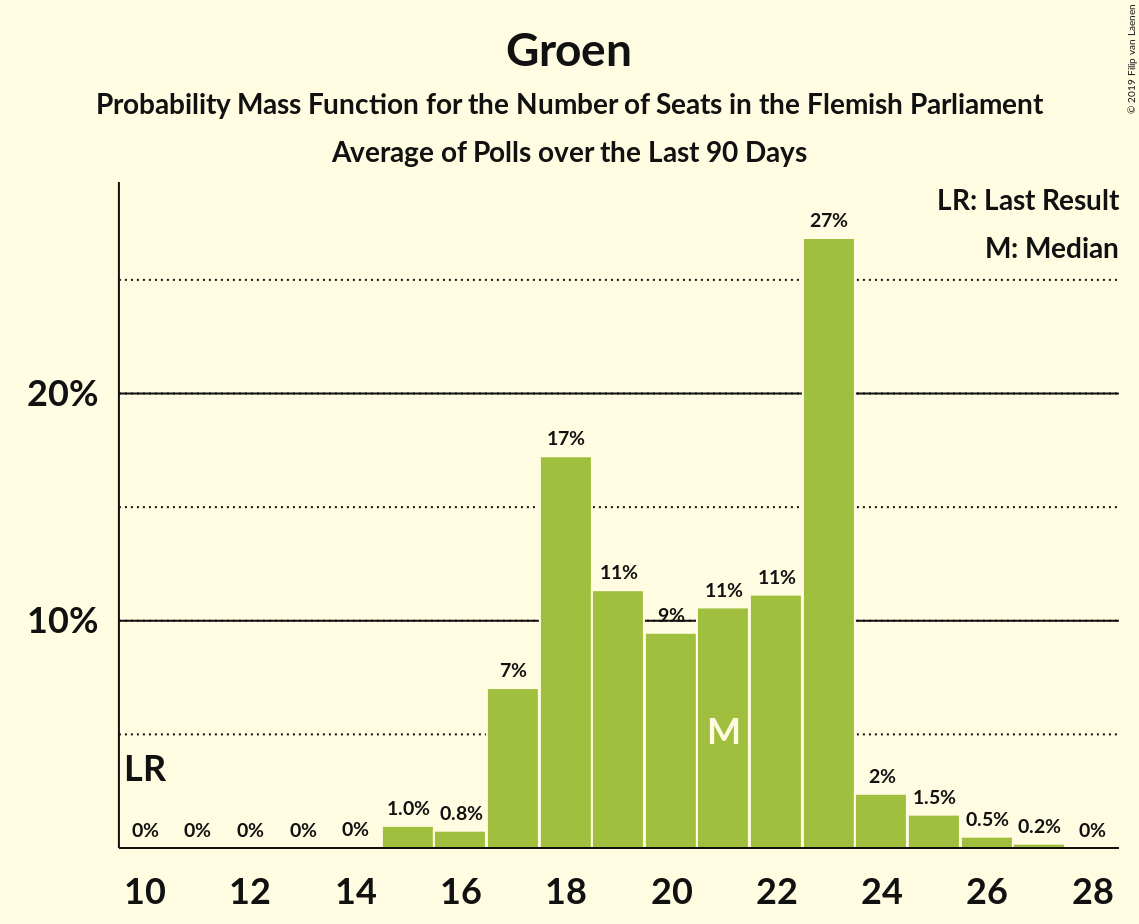 Groen
Probability Mass Function for the Number of Seats in the Flemish Parliament
Average of Polls over the Last 90 Days
© 2019 Filip van Laenen
LR: Last Result
M: Median
20%
10%
0% 0% 0% 0% 0% 1.0% 0.8% 7% 17% 11% 9% 11% 11% 27% 2% 1.5% 0.5% 0.2% 0%
LR
M
10 12 14 16 18 20 22 24 26 28